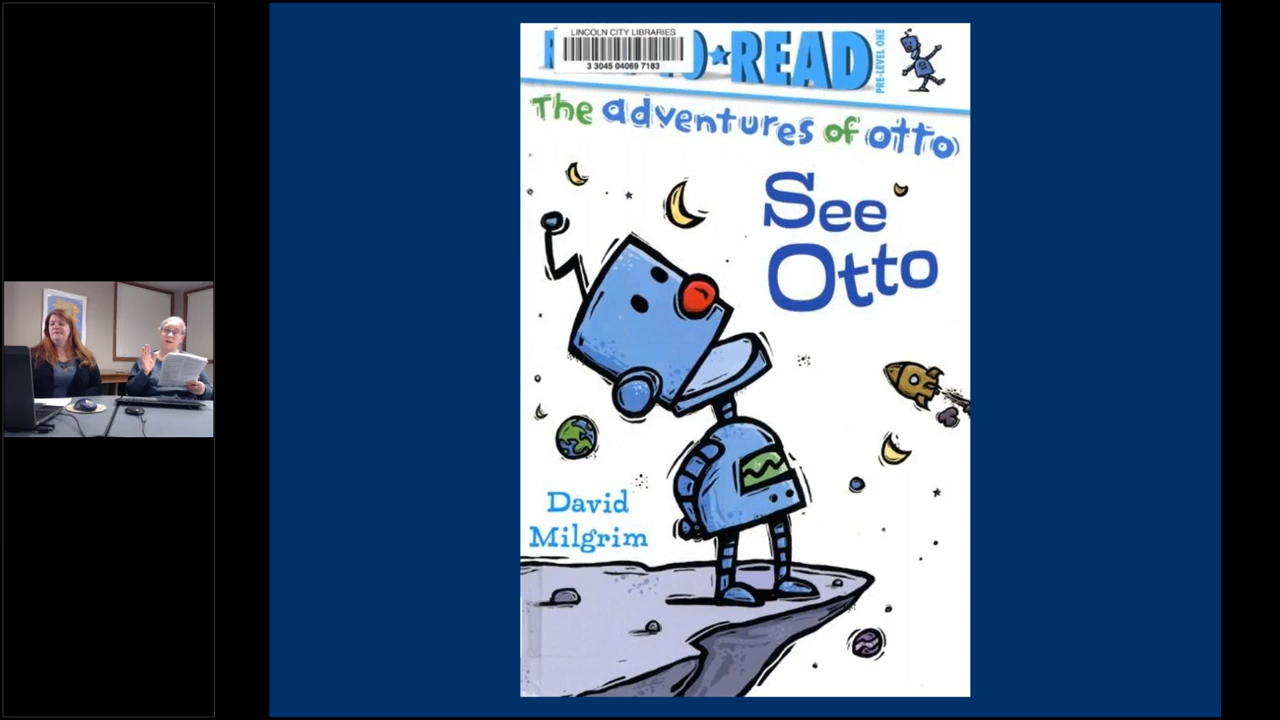 LINCOLN CITY LIBRARIES
3 3045 04069 7183
READ
PRE-LEVEL ONE
The adventures of otto
See
Otto
David
Milgrim